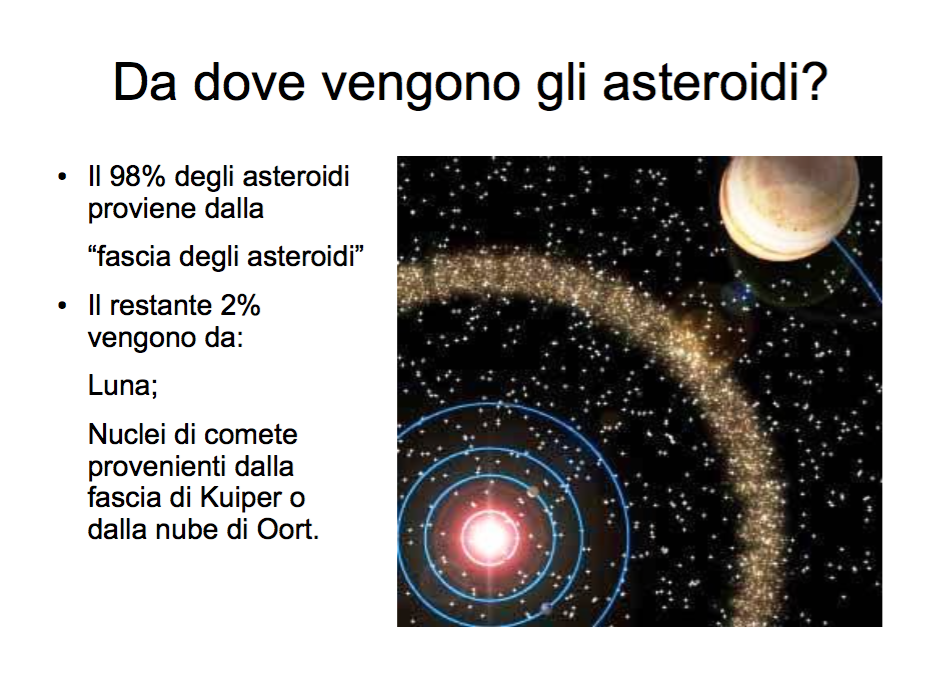 Da dove vengono gli asteroidi?
• Il 98% degli asteroidi
proviene dalla
“fascia degli asteroidi”
• Il restante 2%
vengono da:
Luna;
Nuclei di comete
provenienti dalla
fascia di Kuiper o
dalla nube di Oort.